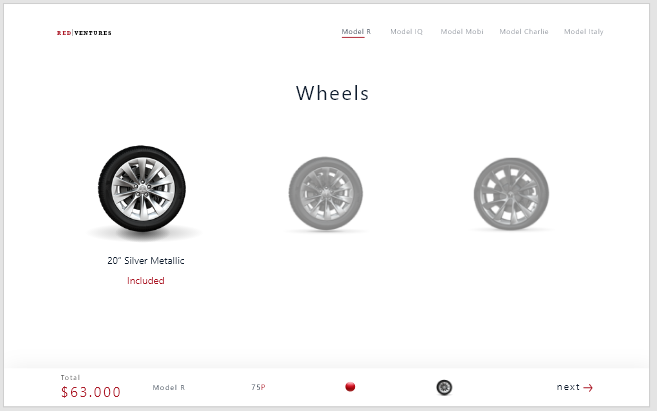 RED|VENTURES
Model R Model IQ Model Mobi Model Charlie Model Italy
Wheels
20" Silver Metallic
Included
Total
$63.000
Model R
75P
next →